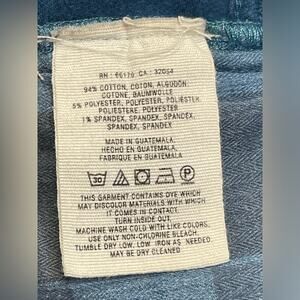 RN : 66170 CA : 32054
94% COTTON, COTON, ALGODON
COTONE, BAUMWOLLE
5% POLYESTER, POLYESTER, POLIESTER,
POLIESTERE, POLYESTER
1% SPANDEX, SPANDEX, SPANDEX,
SPANDEX, SPANDEX
MADE IN GUATEMALA
HECHO EN GUATEMALA,
FABRIQUE EN GUATEMALA
30
P
THIS GARMENT CONTAINS DYE WHICH
MAY DISCOLOR MATERIALS WITH WHICH
IT COMES IN CONTACT.
TURN INSIDE OUT.
MACHINE WASH COLD WITH LIKE COLORS.
USE ONLY NON-CHLORINE BLEACH.
TUMBLE DRY LOW. LOW IRON AS NEEDED
MAY BE DRY CLEANED